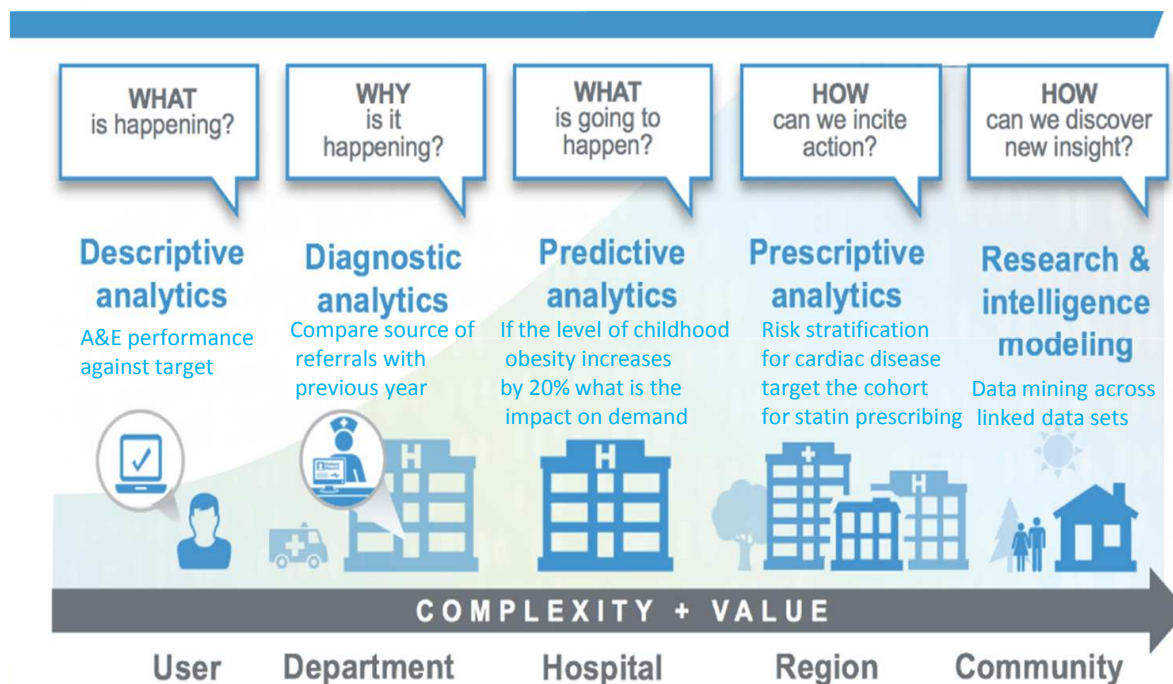 WHAT
is happening?
WHY
is it
happening?
WHAT
is going to
happen?
HOW
can we incite
action?
HOW
can we discover
new insight?
Descriptive
analytics
A&E performance
against target
Diagnostic
analytics
Compare source of
referrals with
previous year
Predictive
analytics
If the level of childhood
obesity increases
by 20% what is the
impact on demand
Prescriptive
analytics
Risk stratification
for cardiac disease
target the cohort
for statin prescribing
Research &
intelligence
modeling
Data mining across
linked data sets
H
H
H
COMPLEXITY + VALUE
User
Department
Hospital
Region
Community